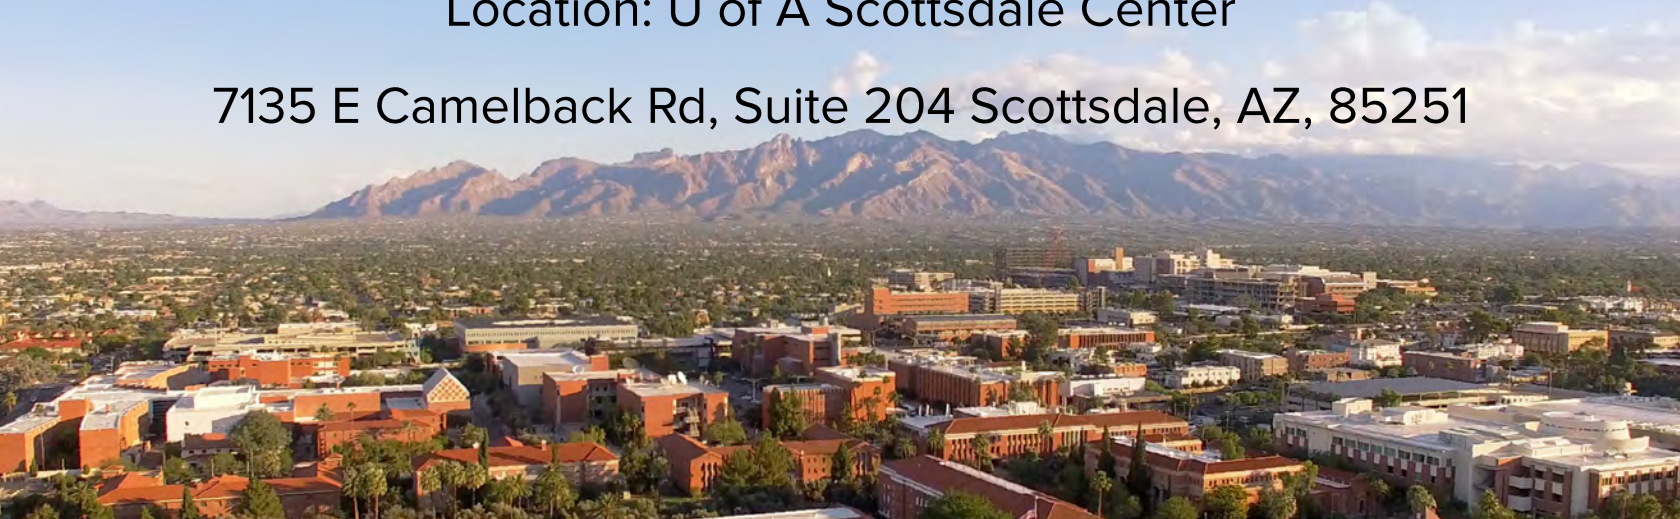 Location: U of A Scottsdale Center
7135 E Camelback Rd, Suite 204 Scottsdale, AZ, 85251